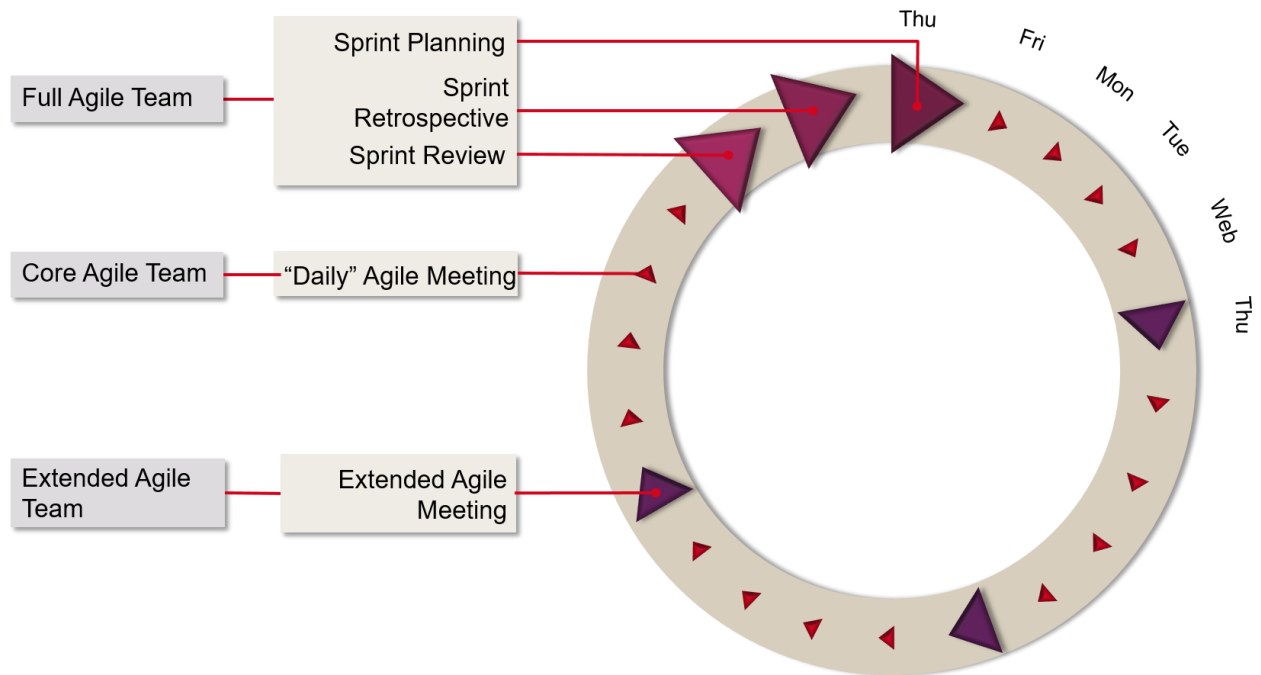 Full Agile Team
Sprint Planning
Sprint
Retrospective
Sprint Review
Core Agile Team
“Daily” Agile Meeting
Extended Agile
Team
Extended Agile
Meeting
Thu
Fri
Mon
Tue
Web
Thu